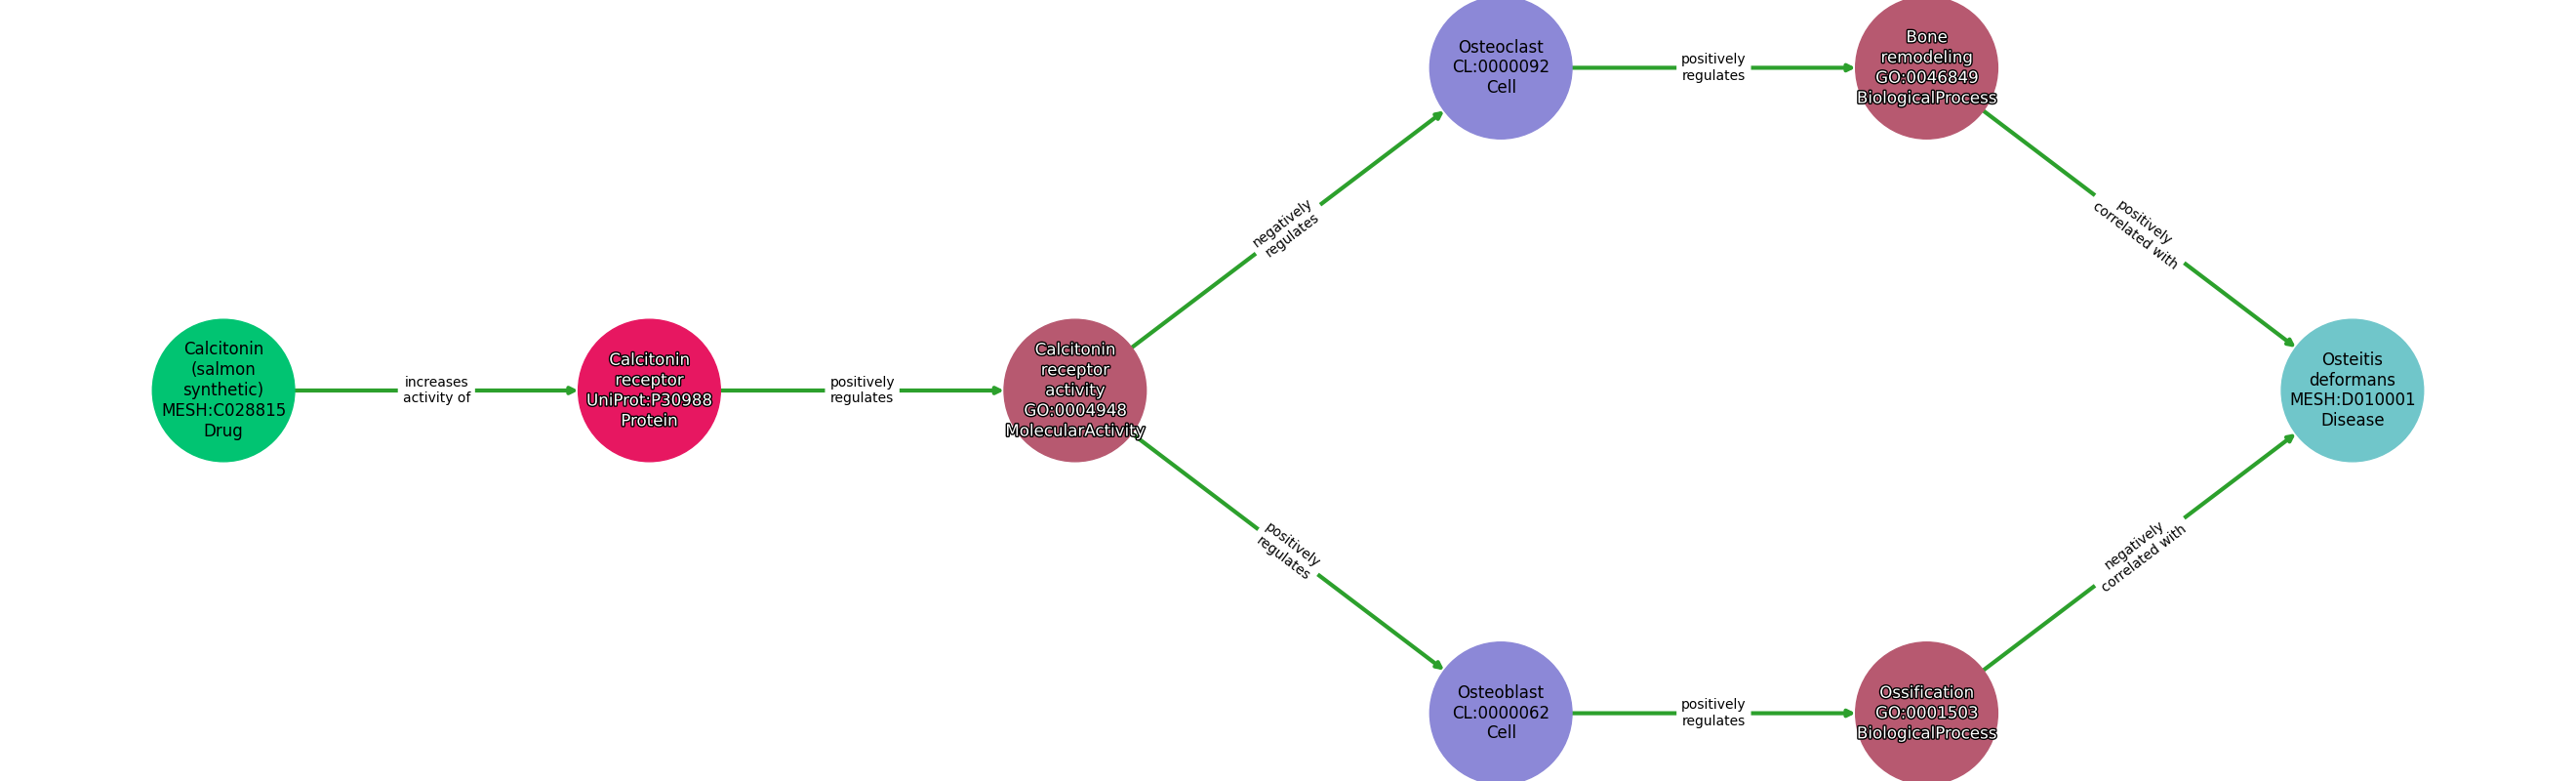 Calcitonin
(salmon
synthetic)
MESH:C028815
Drug
increases
activity of
Calcitonin
receptor
UniProt:P30988
Protein
positively
regulates
Calcitonin
receptor
activity
GO:0004948
MolecularActivity
negatively
regulates
Osteoclast
CL:0000092
Cell
positively
regulates
Bone
remodeling
GO:0046849
BiologicalProcess
positively
correlated with
positively
regulates
Osteoblast
CL:0000062
Cell
positively
regulates
Ossification
GO:0001503
BiologicalProcess
negatively
correlated with
Osteitis
deformans
MESH:D010001
Disease